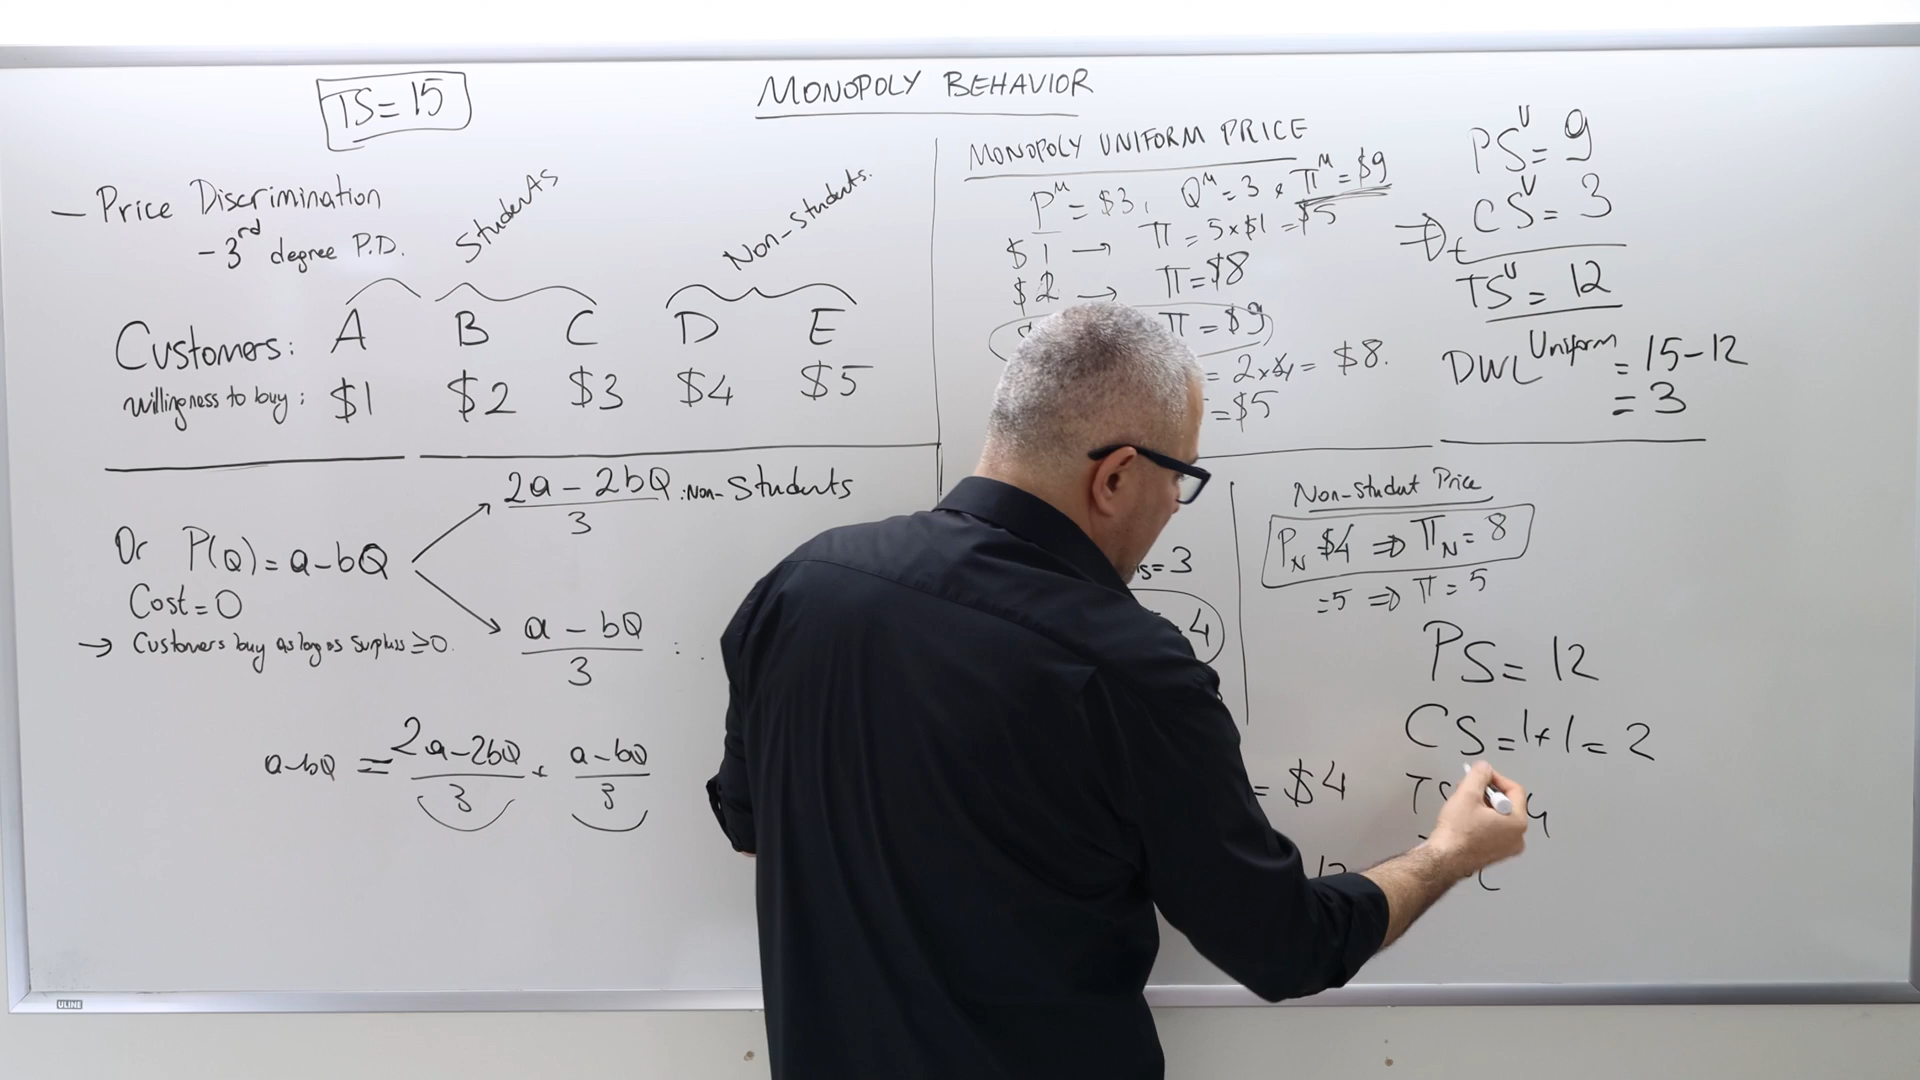 TS = 15
MONOPOLY BEHAVIOR
— Price Discrimination
- 3rd degree P.D.
Students
Non-Students.
Customers: A B C D E
willingness to buy: $1 $2 $3 $4 $5
Or P(Q) = a - bQ
Cost = 0
→ Customers buy as long as surplus ≥ 0.
2a - 2bQ / 3 : Non-Students
a - bQ / 3 :
a - bQ = 2a - 2bQ / 3 + a - bQ / 3
MONOPOLY UNIFORM PRICE
P^M = $3, Q^M = 3 & π^M = $9
$1 → π = 5×$1 = $5
$2 → π = $8
π = $9
= 2×$4 = $8.
= $5
PS^U = 9
⇒ CS^U = 3
+
TS^U = 12
DWL^Uniform = 15 - 12
= 3
s = 3
4
= $4
12
Non-Student Price
P_N $4 ⇒ π_N = 8
= 5 ⇒ π = 5
PS = 12
CS = 1 + 1 = 2
TS 4
ULINE